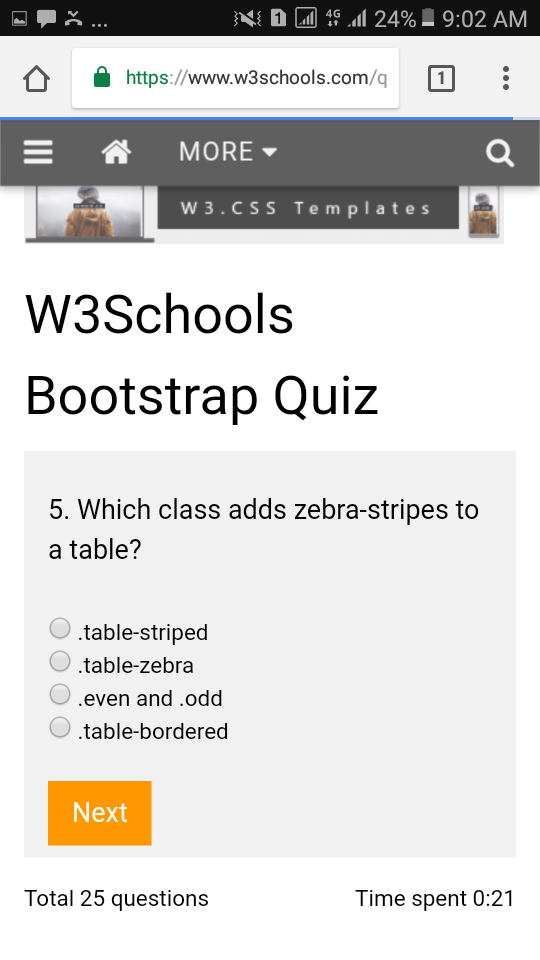 ... 1 4G 24% 9:02 AM
https://www.w3schools.com/q 1
MORE
W3.CSS Templates
W3Schools
Bootstrap Quiz
5. Which class adds zebra-stripes to
a table?
.table-striped
.table-zebra
.even and .odd
.table-bordered
Next
Total 25 questions Time spent 0:21